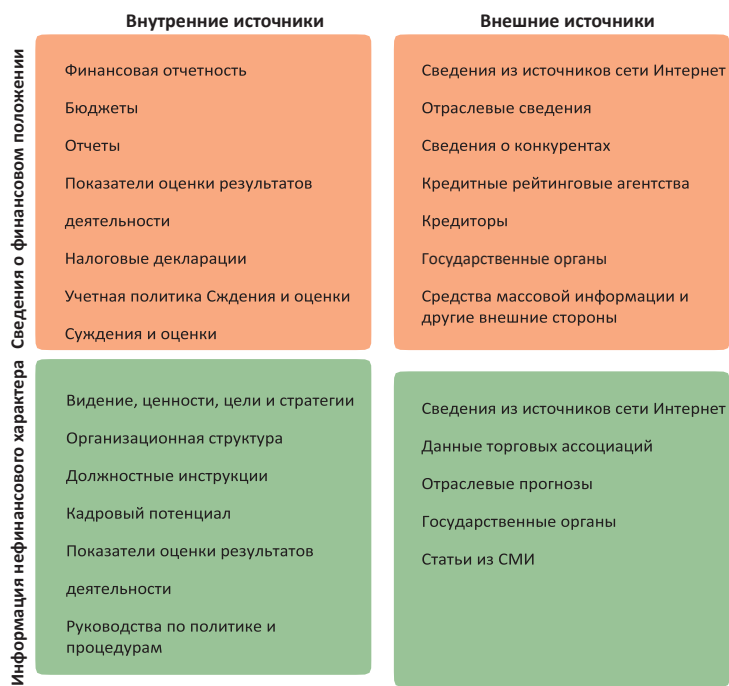 Внутренние источники
Внешние источники
Сведения о финансовом положении
Финансовая отчетность
Бюджеты
Отчеты
Показатели оценки результатов
деятельности
Налоговые декларации
Учетная политика Сждения и оценки
Суждения и оценки
Сведения из источников сети Интернет
Отраслевые сведения
Сведения о конкурентах
Кредитные рейтинговые агентства
Кредиторы
Государственные органы
Средства массовой информации и
другие внешние стороны
Информация нефинансового характера
Видение, ценности, цели и стратегии
Организационная структура
Должностные инструкции
Кадровый потенциал
Показатели оценки результатов
деятельности
Руководства по политике и
процедурам
Сведения из источников сети Интернет
Данные торговых ассоциаций
Отраслевые прогнозы
Государственные органы
Статьи из СМИ